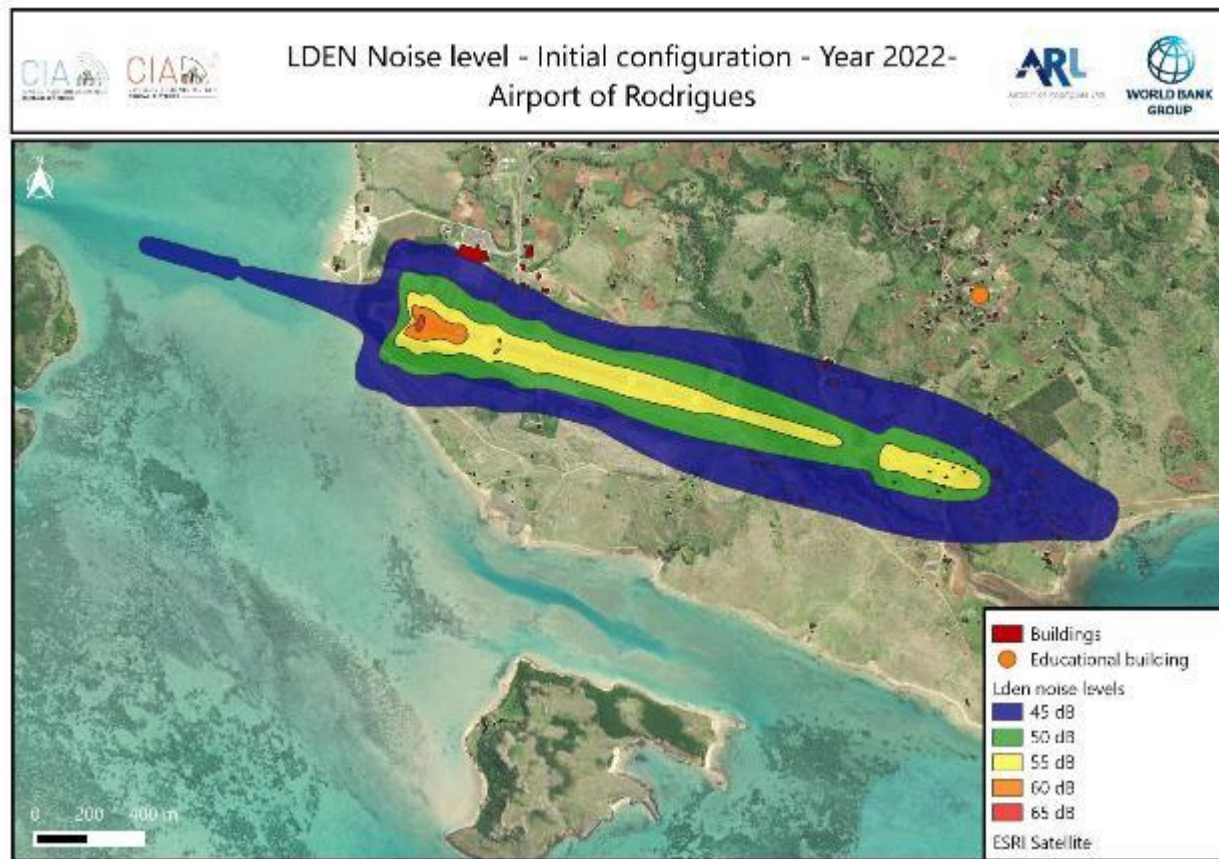 CIA CIA
LDEN Noise level - Initial configuration - Year 2022-
Airport of Rodrigues
ARL
WORLD BANK
GROUP
N
Buildings
Educational building
Lden noise levels
45 dB
50 dB
55 dB
60 dB
65 dB
ESRI Satellite
0 200 400 m